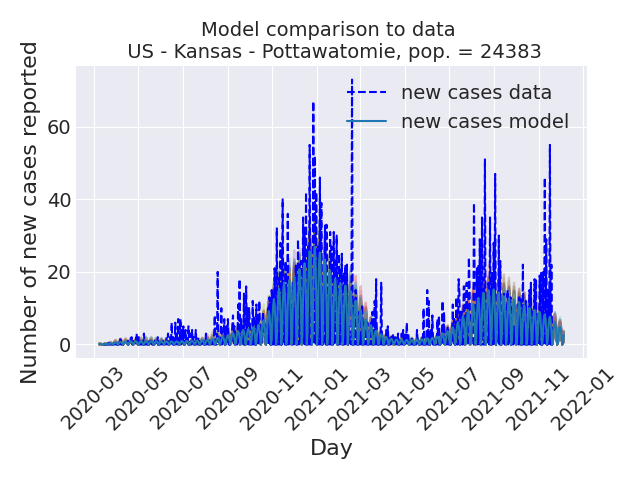 Model comparison to data
US - Kansas - Pottawatomie, pop. = 24383
Number of new cases reported
60
40
20
0
new cases data
new cases model
2020-03
2020-05
2020-07
2020-09
2020-11
2021-01
2021-03
2021-05
2021-07
2021-09
2021-11
2022-01
Day